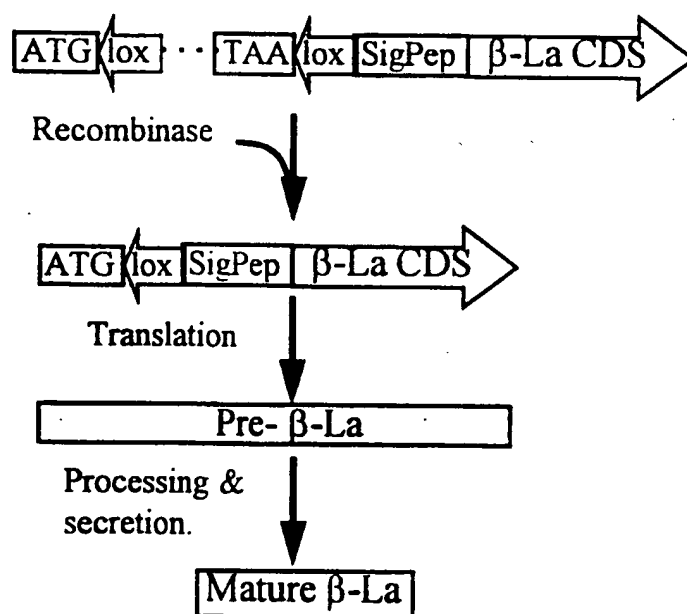 ATG lox · · · TAA lox SigPep β-La CDS
Recombinase
ATG lox SigPep β-La CDS
Translation
Pre- β-La
Processing &
secretion.
Mature β-La